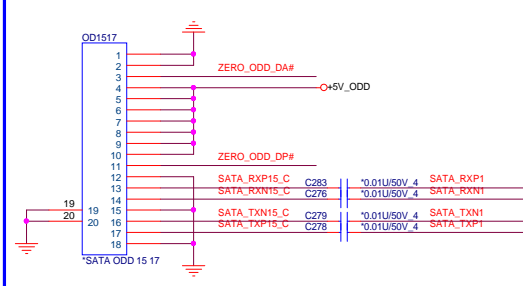 OD1517
1
2
3 ZERO_ODD_DA#
4 +5V_ODD
5
6
7
8
9
10
11 ZERO_ODD_DP#
12
13 SATA_RXP15_C C283 *0.01U/50V_4 SATA_RXP1
14 SATA_RXN15_C C276 *0.01U/50V_4 SATA_RXN1
19 19 15
20 20 16 SATA_TXN15_C C279 *0.01U/50V_4 SATA_TXN1
17 SATA_TXP15_C C278 *0.01U/50V_4 SATA_TXP1
18
*SATA ODD 15 17